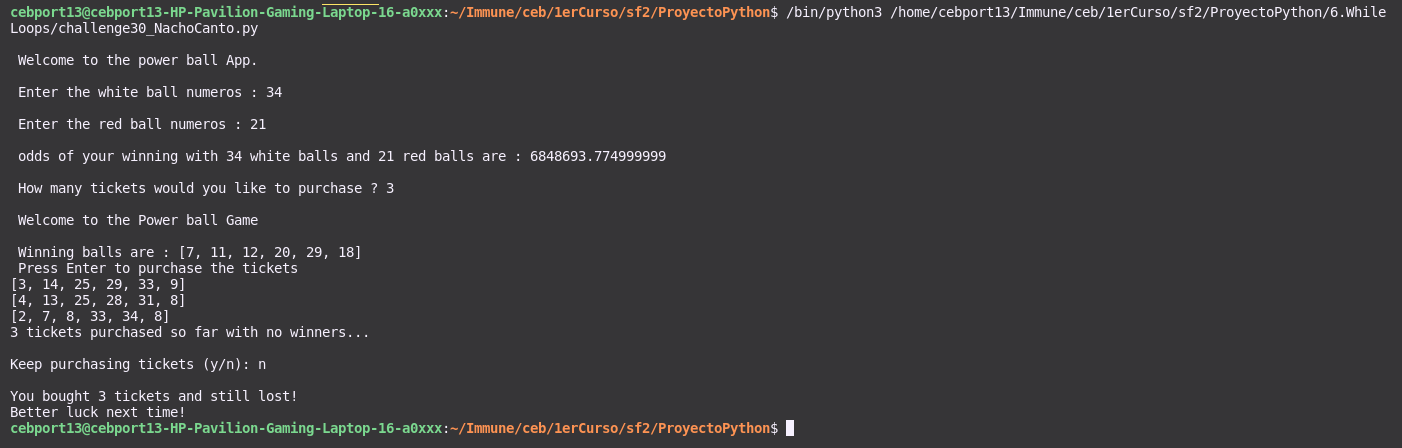 cebport13@cebport13-HP-Pavilion-Gaming-Laptop-16-a0xxx:~/Immune/ceb/1erCurso/sf2/ProyectoPython$ /bin/python3 /home/cebport13/Immune/ceb/1erCurso/sf2/ProyectoPython/6.While
Loops/challenge30_NachoCanto.py
Welcome to the power ball App.
Enter the white ball numeros : 34
Enter the red ball numeros : 21
odds of your winning with 34 white balls and 21 red balls are : 6848693.774999999
How many tickets would you like to purchase ? 3
Welcome to the Power ball Game
Winning balls are : [7, 11, 12, 20, 29, 18]
Press Enter to purchase the tickets
[3, 14, 25, 29, 33, 9]
[4, 13, 25, 28, 31, 8]
[2, 7, 8, 33, 34, 8]
3 tickets purchased so far with no winners...
Keep purchasing tickets (y/n): n
You bought 3 tickets and still lost!
Better luck next time!
cebport13@cebport13-HP-Pavilion-Gaming-Laptop-16-a0xxx:~/Immune/ceb/1erCurso/sf2/ProyectoPython$